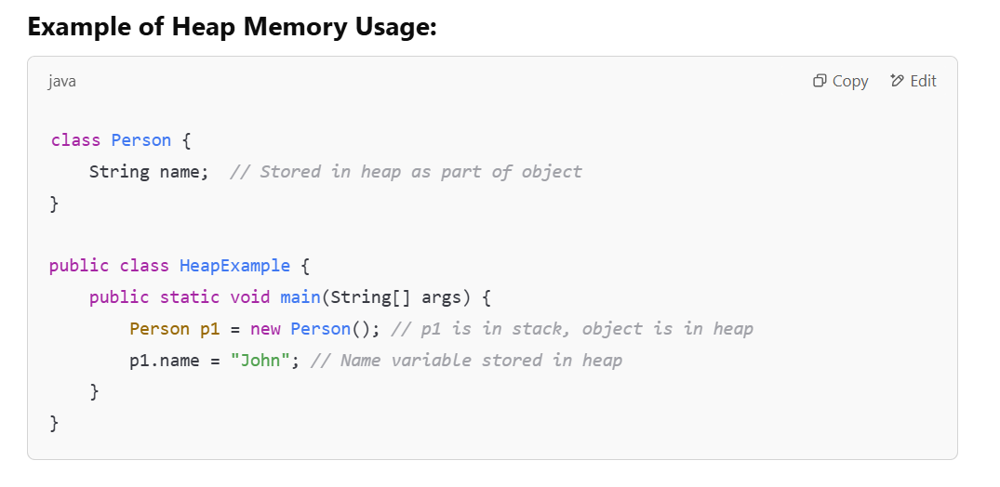 Example of Heap Memory Usage:
java
Copy
Edit
class Person {
    String name;  // Stored in heap as part of object
}
public class HeapExample {
    public static void main(String[] args) {
        Person p1 = new Person(); // p1 is in stack, object is in heap
        p1.name = "John"; // Name variable stored in heap
    }
}